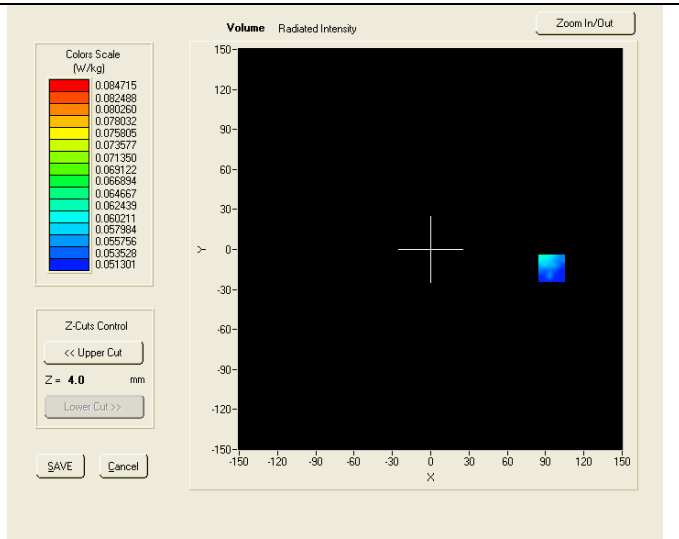 Volume Radiated Intensity
Zoom In/Out
Colors Scale
(W/kg)
0.084715
0.082488
0.080260
0.078032
0.075805
0.073577
0.071350
0.069122
0.066894
0.064667
0.062439
0.060211
0.057984
0.055756
0.053528
0.051301
150
120
90
60
30
0
-30
-60
-90
-120
-150
Y
-150 -120 -90 -60 -30 0 30 60 90 120 150
X
Z-Cuts Control
<< Upper Cut
Z = 4.0 mm
Lower Cut >>
SAVE Cancel